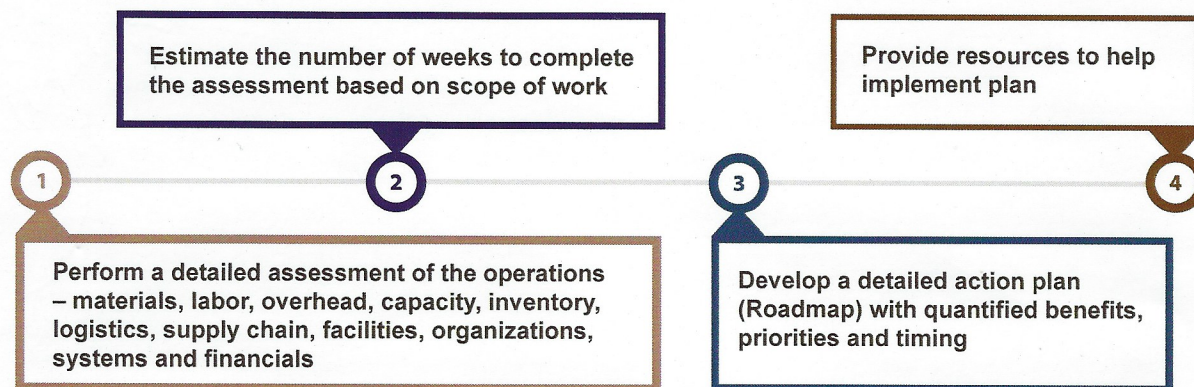 1
Perform a detailed assessment of the operations
– materials, labor, overhead, capacity, inventory,
logistics, supply chain, facilities, organizations,
systems and financials
2
Estimate the number of weeks to complete
the assessment based on scope of work
3
Develop a detailed action plan
(Roadmap) with quantified benefits,
priorities and timing
4
Provide resources to help
implement plan